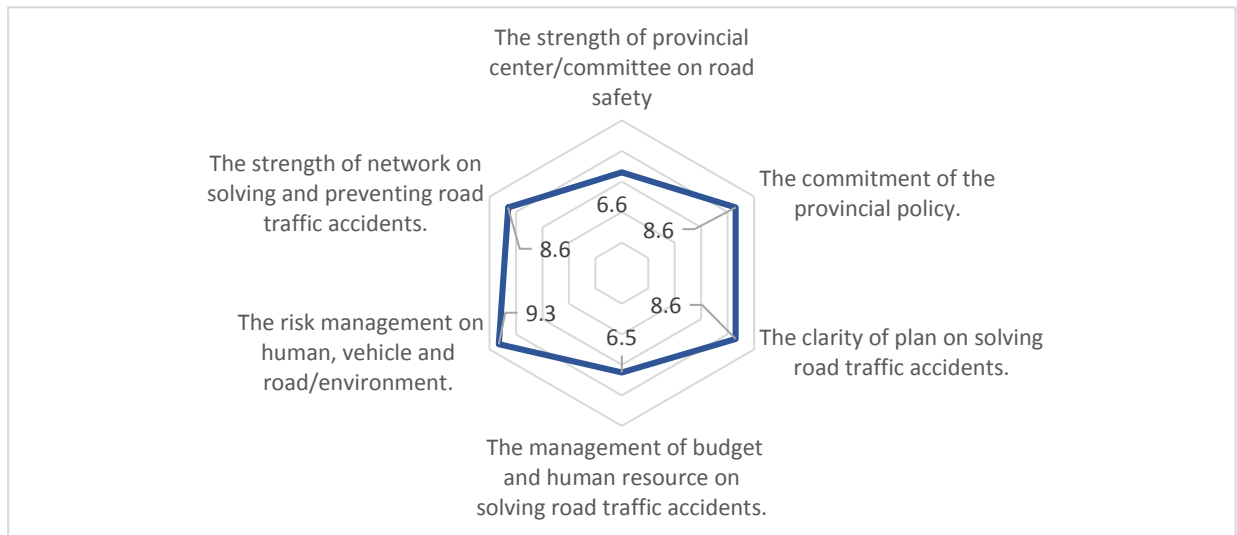 The strength of provincial
center/committee on road
safety
The strength of network on
solving and preventing road
traffic accidents.
The commitment of the
provincial policy.
6.6
8.6
8.6
9.3
8.6
6.5
The risk management on
human, vehicle and
road/environment.
The clarity of plan on solving
road traffic accidents.
The management of budget
and human resource on
solving road traffic accidents.